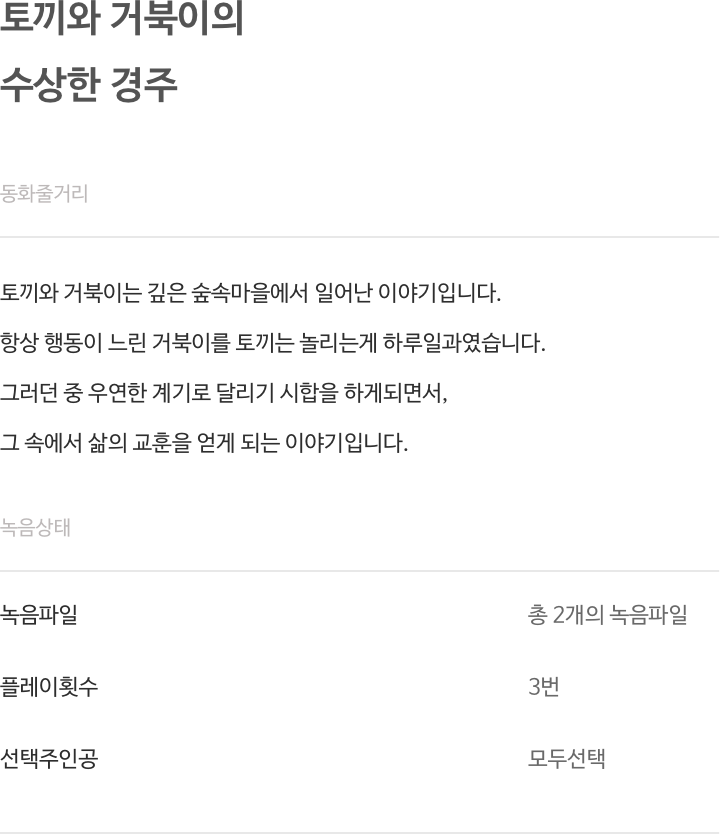 토끼와 거북이의
수상한 경주
동화줄거리
토끼와 거북이는 깊은 숲속마을에서 일어난 이야기입니다.
항상 행동이 느린 거북이를 토끼는 놀리는게 하루일과였습니다.
그러던 중 우연한 계기로 달리기 시합을 하게되면서,
그 속에서 삶의 교훈을 얻게 되는 이야기입니다.
녹음상태
녹음파일 총 2개의 녹음파일
플레이횟수 3번
선택주인공 모두선택